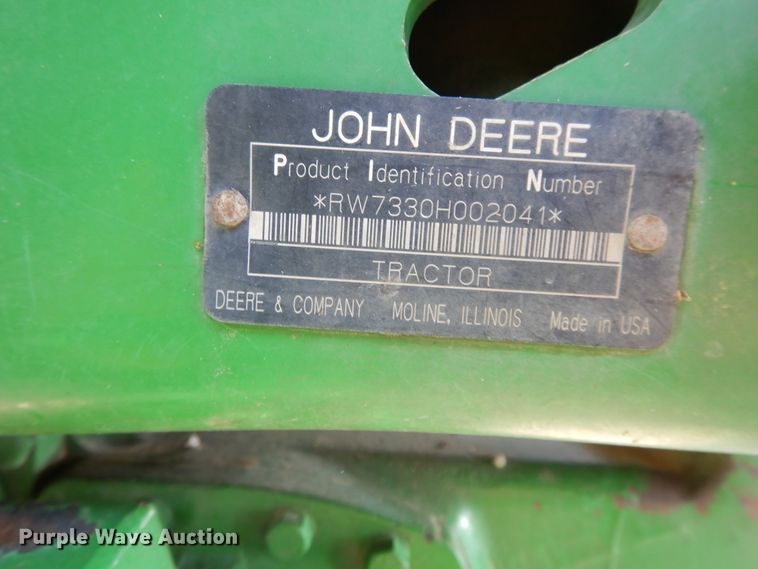 JOHN DEERE
Product Identification Number
*RW7330H002041*
TRACTOR
DEERE & COMPANY MOLINE, ILLINOIS Made in USA
Purple Wave Auction